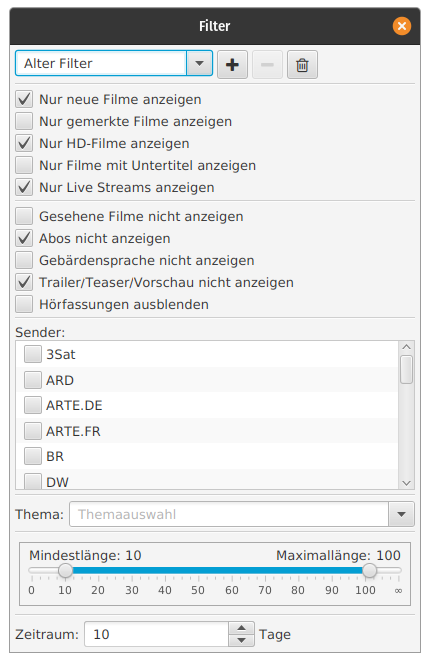 Filter
Alter Filter
Nur neue Filme anzeigen
Nur gemerkte Filme anzeigen
Nur HD-Filme anzeigen
Nur Filme mit Untertitel anzeigen
Nur Live Streams anzeigen
Gesehene Filme nicht anzeigen
Abos nicht anzeigen
Gebärdensprache nicht anzeigen
Trailer/Teaser/Vorschau nicht anzeigen
Hörfassungen ausblenden
Sender:
3Sat
ARD
ARTE.DE
ARTE.FR
BR
DW
Thema: Themaauswahl
Mindestlänge: 10 Maximallänge: 100
0 10 20 30 40 50 60 70 80 90 100 ∞
Zeitraum: 10 Tage